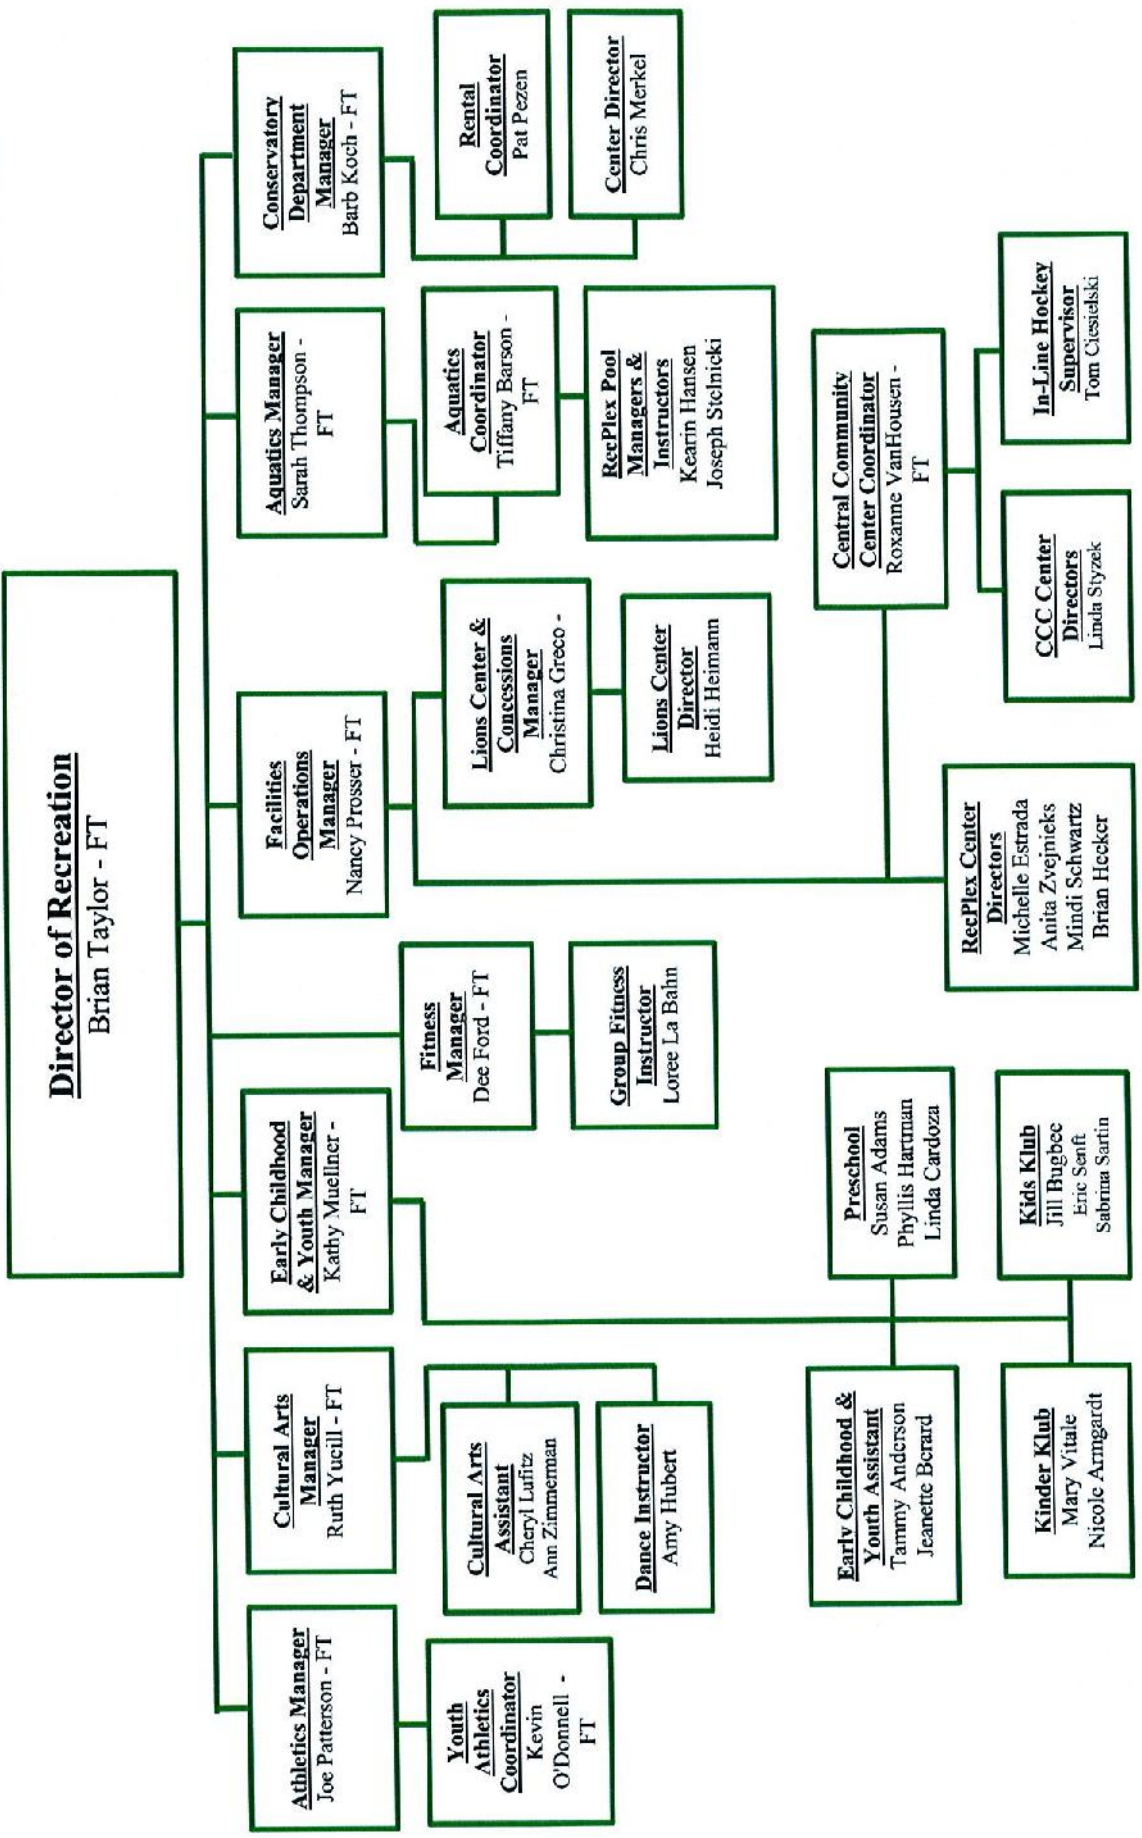 Director of Recreation
Brian Taylor - FT
Athletics Manager
Joe Patterson - FT
Youth
Athletics
Coordinator
Kevin
O'Donnell -
FT
Cultural Arts
Manager
Ruth Yucill - FT
Cultural Arts
Assistant
Cheryl Lufitz
Ann Zimmerman
Dance Instructor
Amy Hubert
Early Childhood
& Youth Manager
Kathy Muellner -
FT
Early Childhood &
Youth Assistant
Tammy Anderson
Jeanette Berard
Preschool
Susan Adams
Phyllis Hartman
Linda Cardoza
Kinder Klub
Mary Vitale
Nicole Armgardt
Kids Klub
Jill Bugbee
Eric Senft
Sabrina Sartin
Fitness
Manager
Dee Ford - FT
Group Fitness
Instructor
Loree La Bahn
Facilities
Operations
Manager
Nancy Prosser - FT
Lions Center &
Concessions
Manager
Christina Greco -
Lions Center
Director
Heidi Heimann
RecPlex Center
Directors
Michelle Estrada
Anita Zvejnieks
Mindi Schwartz
Brian Hecker
Central Community
Center Coordinator
Roxanne VanHousen -
FT
CCC Center
Directors
Linda Styzek
In-Line Hockey
Supervisor
Tom Ciesielski
Aquatics Manager
Sarah Thompson -
FT
Aquatics
Coordinator
Tiffany Barson -
FT
RecPlex Pool
Managers &
Instructors
Kearin Hansen
Joseph Stelnicki
Conservatory
Department
Manager
Barb Koch - FT
Rental
Coordinator
Pat Pezen
Center Director
Chris Merkel